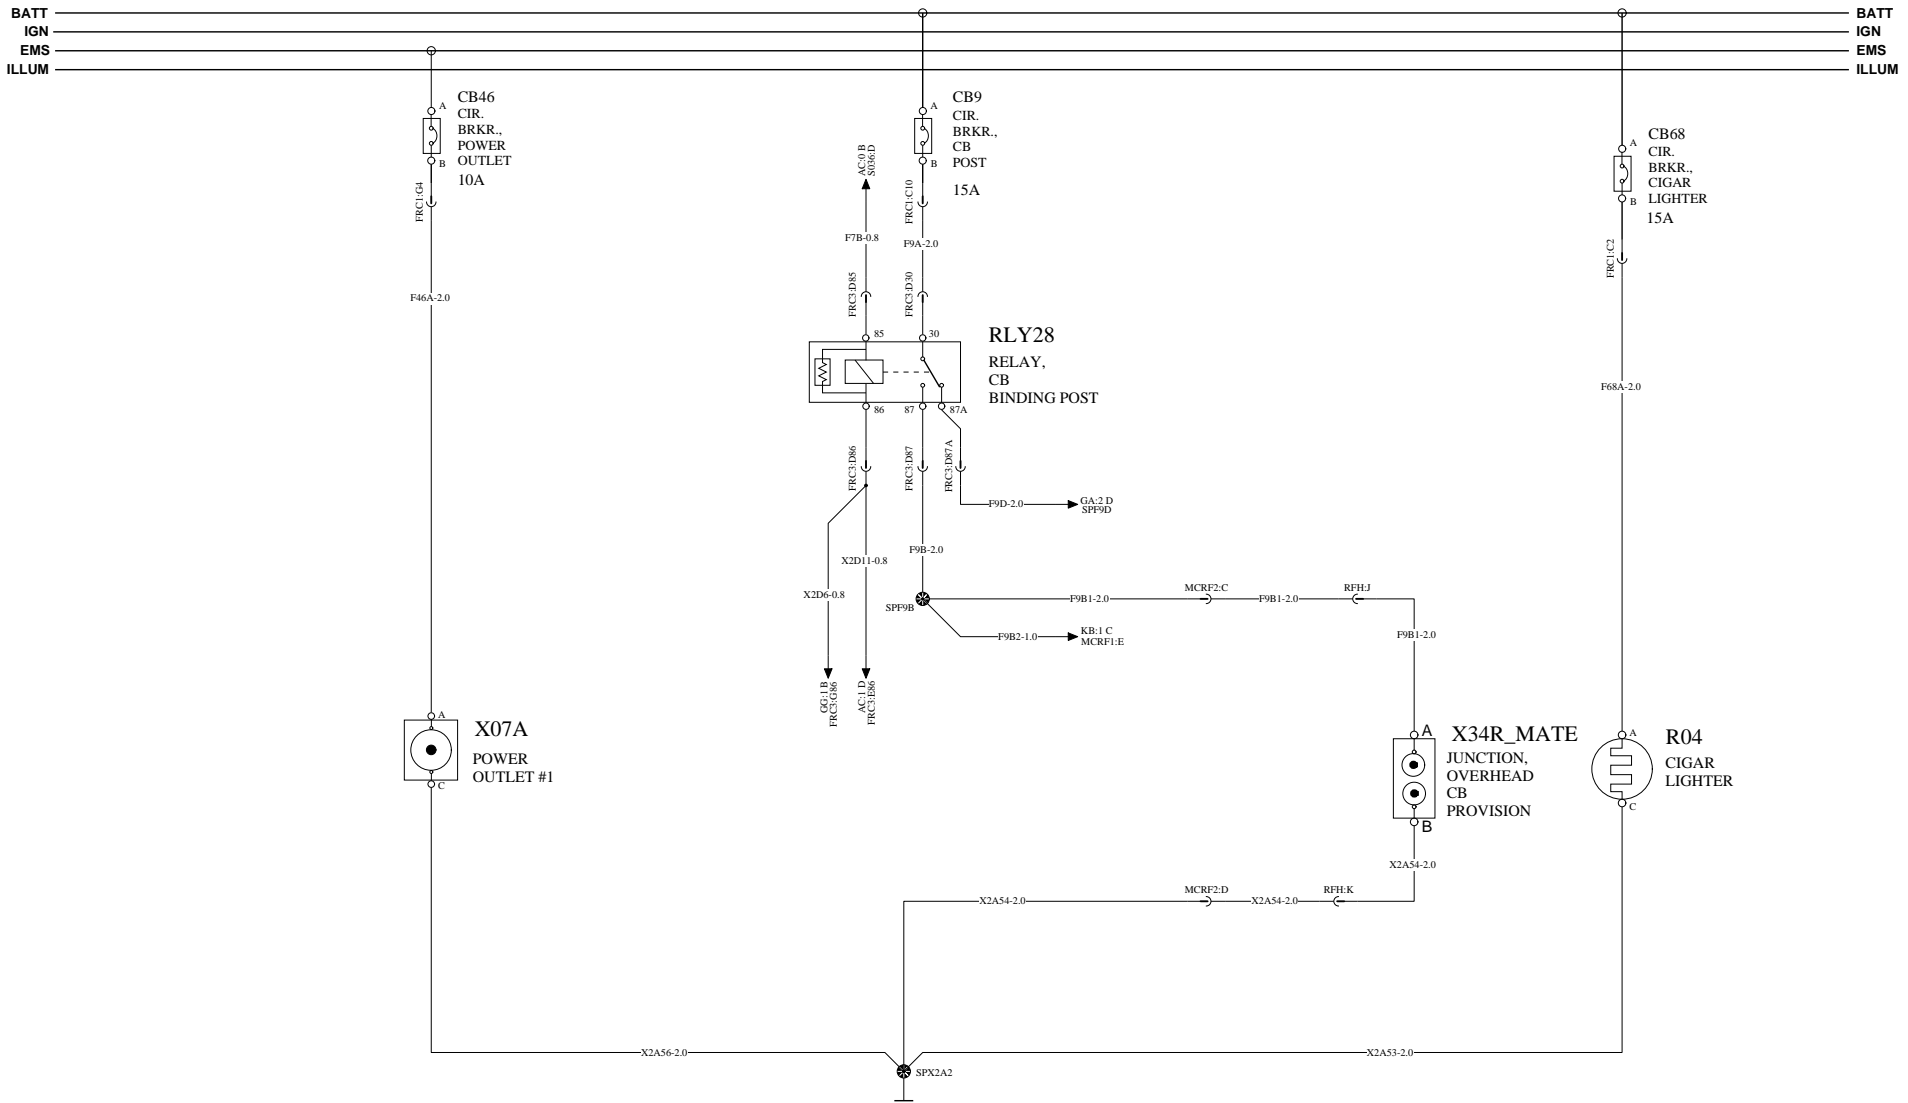 BATT
IGN
EMS
ILLUM
BATT
IGN
EMS
ILLUM
CB46
CIR.
BRKR.,
POWER
OUTLET
10A
A
B
FRC1:G4
F46A-2.0
A
X07A
POWER
OUTLET #1
C
CB9
CIR.
BRKR.,
CB
POST
15A
A
B
AC:0 B
S036:D
FRC1:C10
F7B-0.8
F9A-2.0
FRC3:D85
FRC3:D30
85
30
RLY28
RELAY,
CB
BINDING POST
86
87
87A
FRC3:D86
FRC3:D87
FRC3:D87A
F9D-2.0
GA:2 D
SPF9D
F9B-2.0
X2D11-0.8
X2D6-0.8
SPF9B
F9B1-2.0
MCRF2:C
F9B1-2.0
RFH:J
F9B1-2.0
F9B2-1.0
KB:1 C
MCRF1:E
GG:1 B
FRC3:G86
AC:1 D
FRC3:E86
A
X34R_MATE
JUNCTION,
OVERHEAD
CB
PROVISION
B
X2A54-2.0
MCRF2:D
RFH:K
X2A54-2.0
X2A54-2.0
CB68
CIR.
BRKR.,
CIGAR
LIGHTER
15A
A
B
FRC1:C2
F68A-2.0
A
R04
CIGAR
LIGHTER
C
X2A56-2.0
X2A53-2.0
SPX2A2